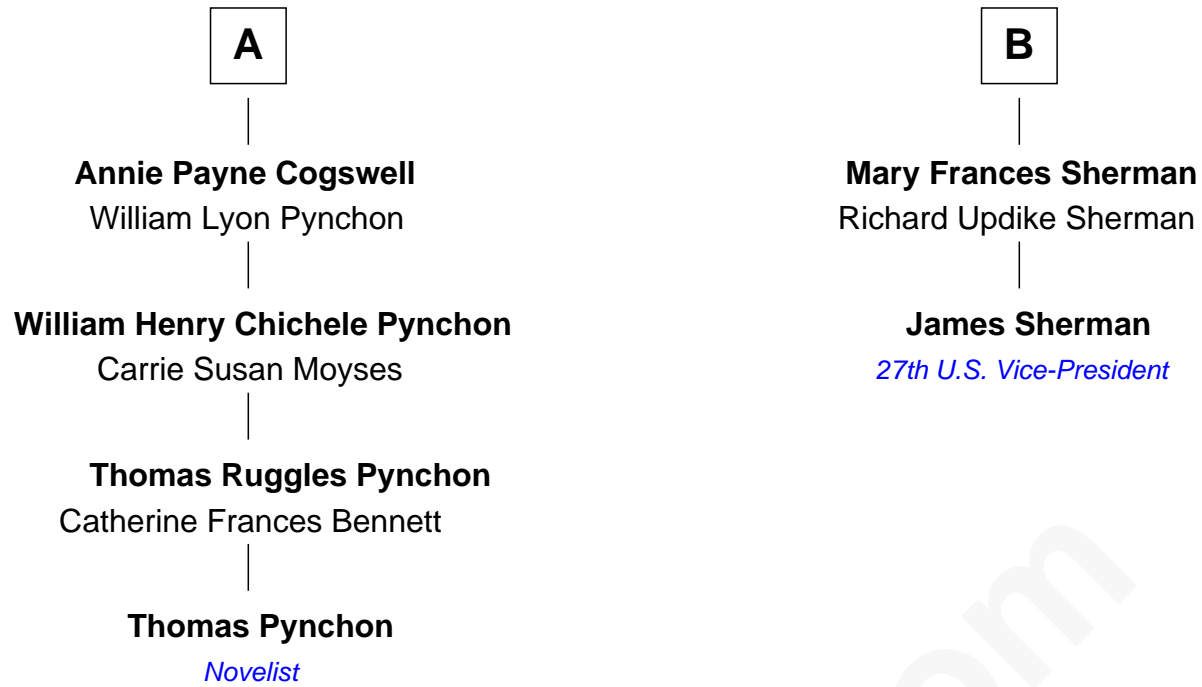 A
Annie Payne Cogswell
William Lyon Pynchon
William Henry Chichele Pynchon
Carrie Susan Moyses
Thomas Ruggles Pynchon
Catherine Frances Bennett
Thomas Pynchon
Novelist
B
Mary Frances Sherman
Richard Updike Sherman
James Sherman
27th U.S. Vice-President